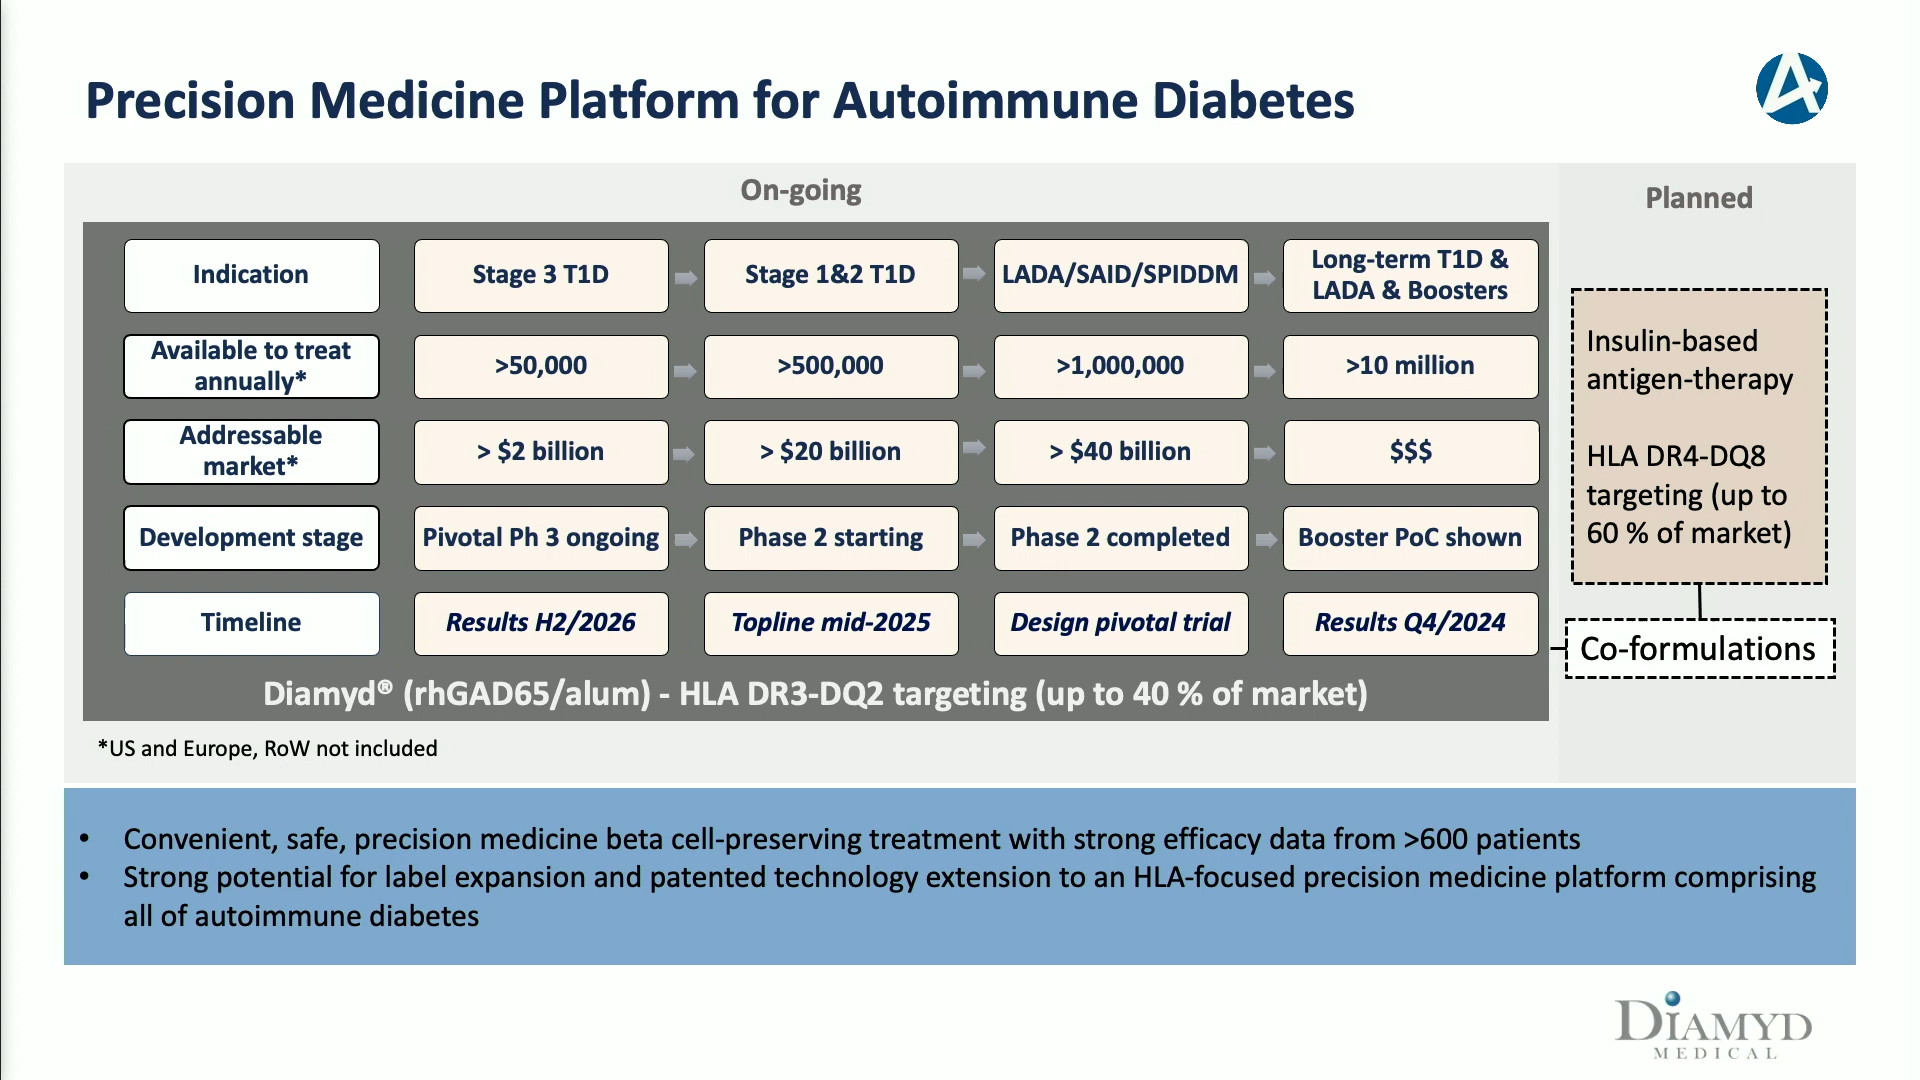 Precision Medicine Platform for Autoimmune Diabetes
On-going
Planned
Indication
Stage 3 T1D
Stage 1&2 T1D
LADA/SAID/SPIDDM
Long-term T1D &
LADA & Boosters
Available to treat
annually*
>50,000
>500,000
>1,000,000
>10 million
Addressable
market*
> $2 billion
> $20 billion
> $40 billion
$$$
Development stage
Pivotal Ph 3 ongoing
Phase 2 starting
Phase 2 completed
Booster PoC shown
Timeline
Results H2/2026
Topline mid-2025
Design pivotal trial
Results Q4/2024
Diamyd® (rhGAD65/alum) - HLA DR3-DQ2 targeting (up to 40 % of market)
Insulin-based
antigen-therapy
HLA DR4-DQ8
targeting (up to
60 % of market)
Co-formulations
*US and Europe, RoW not included
• Convenient, safe, precision medicine beta cell-preserving treatment with strong efficacy data from >600 patients
• Strong potential for label expansion and patented technology extension to an HLA-focused precision medicine platform comprising
all of autoimmune diabetes
DIAMYD
MEDICAL